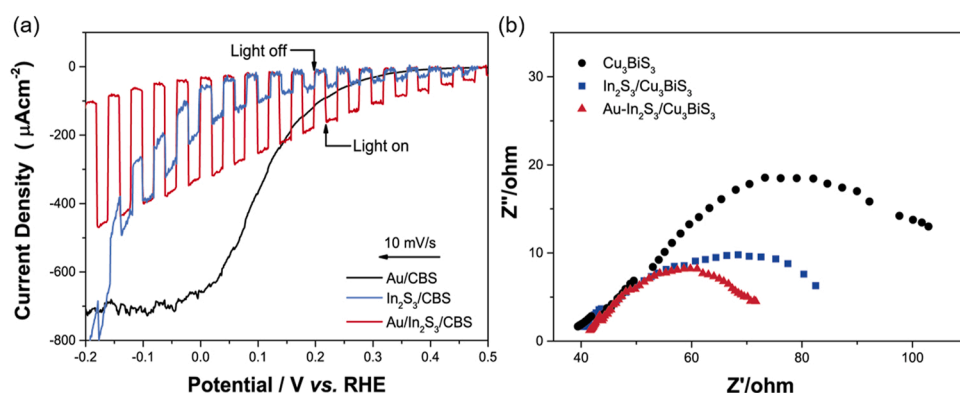 (a)
Light off
Light on
10 mV/s
Au/CBS
In₂S₃/CBS
Au/In₂S₃/CBS
0
-200
-400
-600
-800
-0.2 -0.1 0.0 0.1 0.2 0.3 0.4 0.5
Current Density ( μAcm⁻²)
Potential / V vs. RHE
(b)
Cu₃BiS₃
In₂S₃/Cu₃BiS₃
Au-In₂S₃/Cu₃BiS₃
30
20
10
0
40 60 80 100
Z''/ohm
Z'/ohm